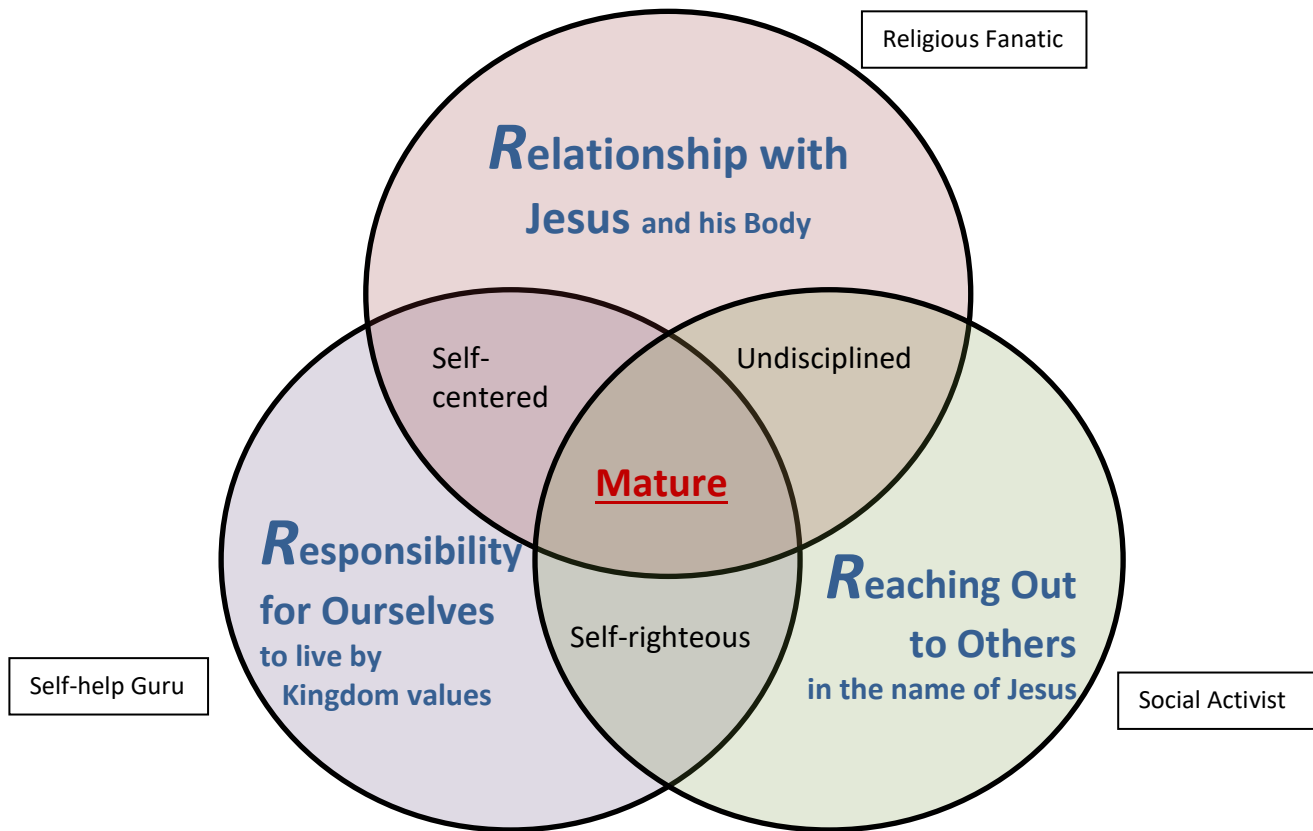 Religious Fanatic
Relationship with
Jesus and his Body
Self-
centered
Undisciplined
Mature
Responsibility
for Ourselves
to live by
Kingdom values
Reaching Out
to Others
in the name of Jesus
Self-righteous
Self-help Guru
Social Activist